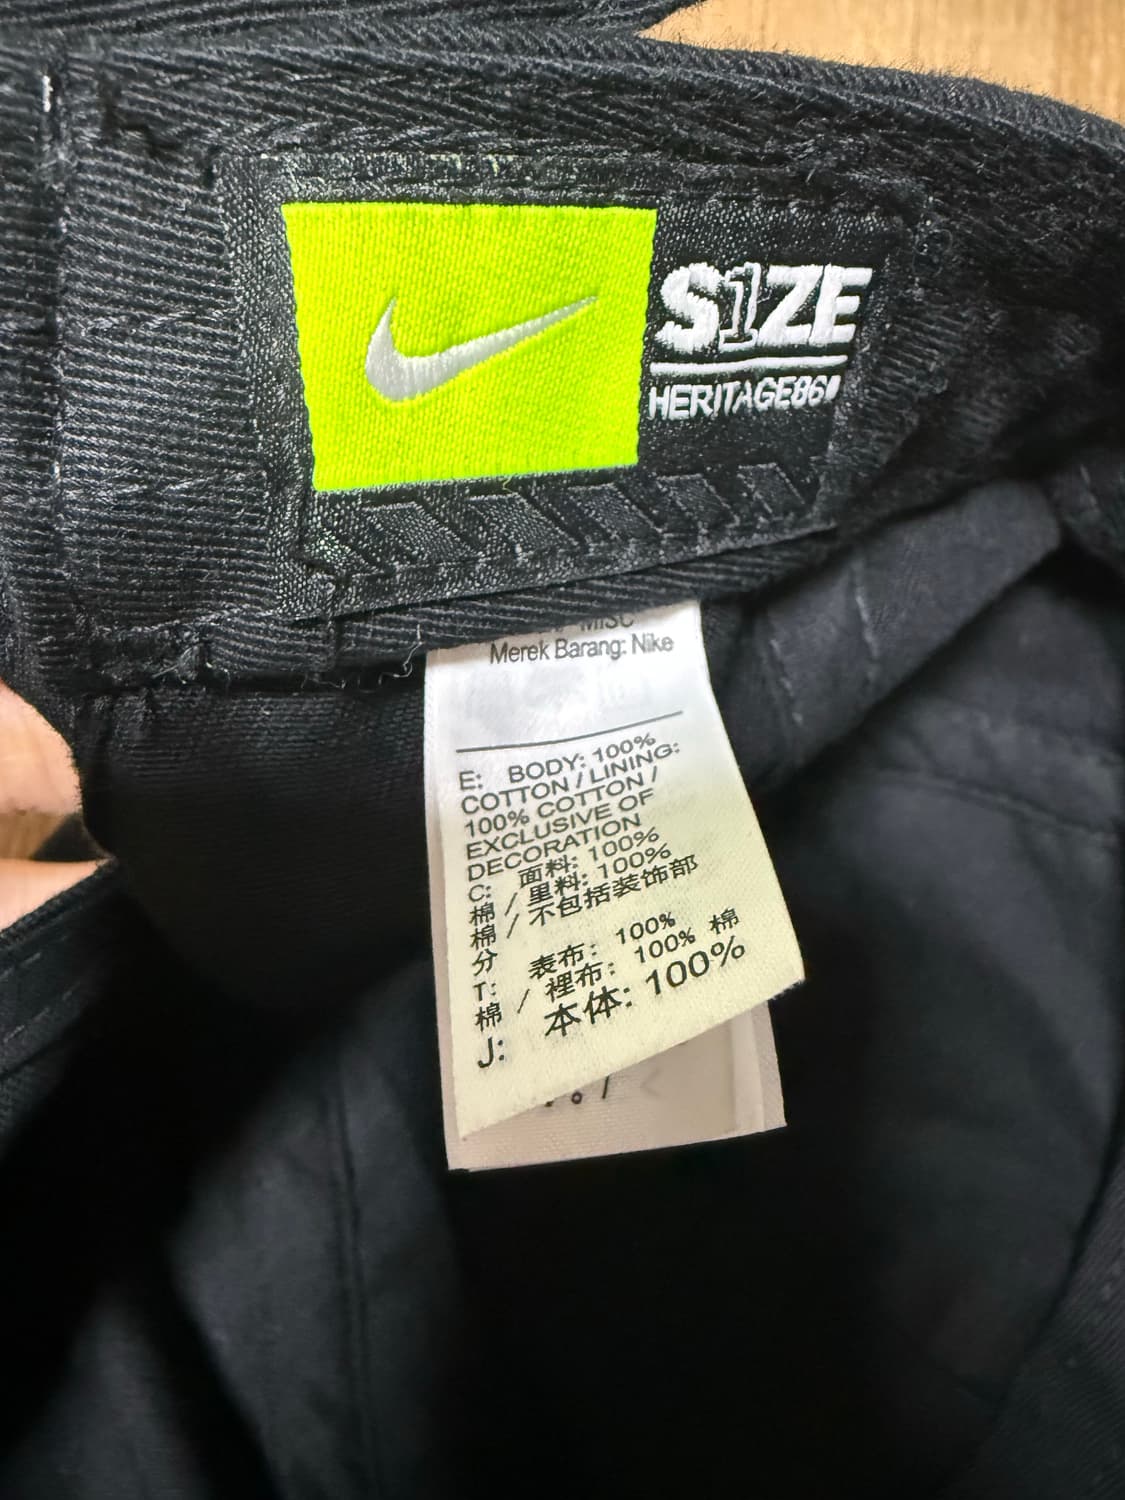 S1ZE
HERITAGE86
MISC
Merek Barang: Nike
E: BODY: 100%
COTTON / LINING:
100% COTTON /
EXCLUSIVE OF
DECORATION
C: 面料: 100%
棉 / 里料: 100%
棉 / 不包括装饰部
分
T: 表布: 100%
棉 / 裡布: 100% 棉
J: 本体: 100%